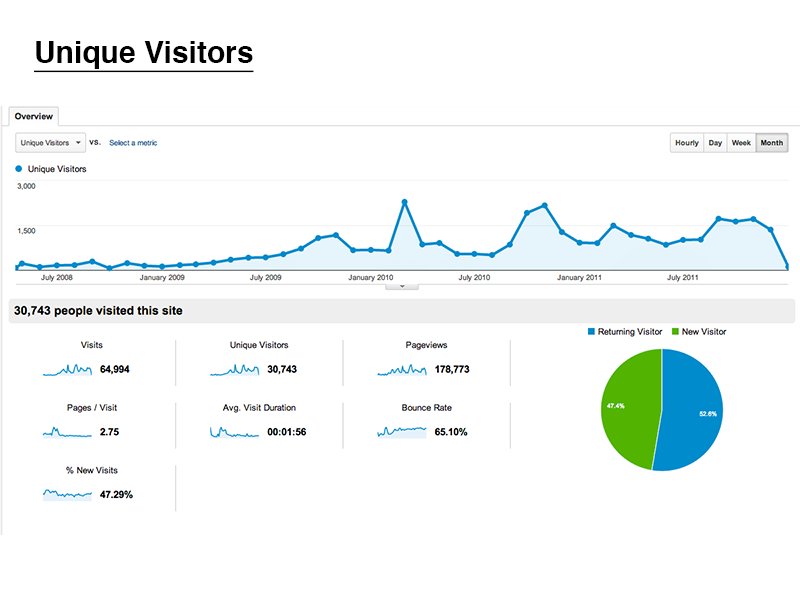 Unique Visitors
Overview
Unique Visitors vs. Select a metric
Hourly Day Week Month
Unique Visitors
3,000
1,500
July 2008 January 2009 July 2009 January 2010 July 2010 January 2011 July 2011
30,743 people visited this site
Visits
64,994
Unique Visitors
30,743
Pageviews
178,773
Pages / Visit
2.75
Avg. Visit Duration
00:01:56
Bounce Rate
65.10%
% New Visits
47.29%
Returning Visitor New Visitor
47.4%
52.6%